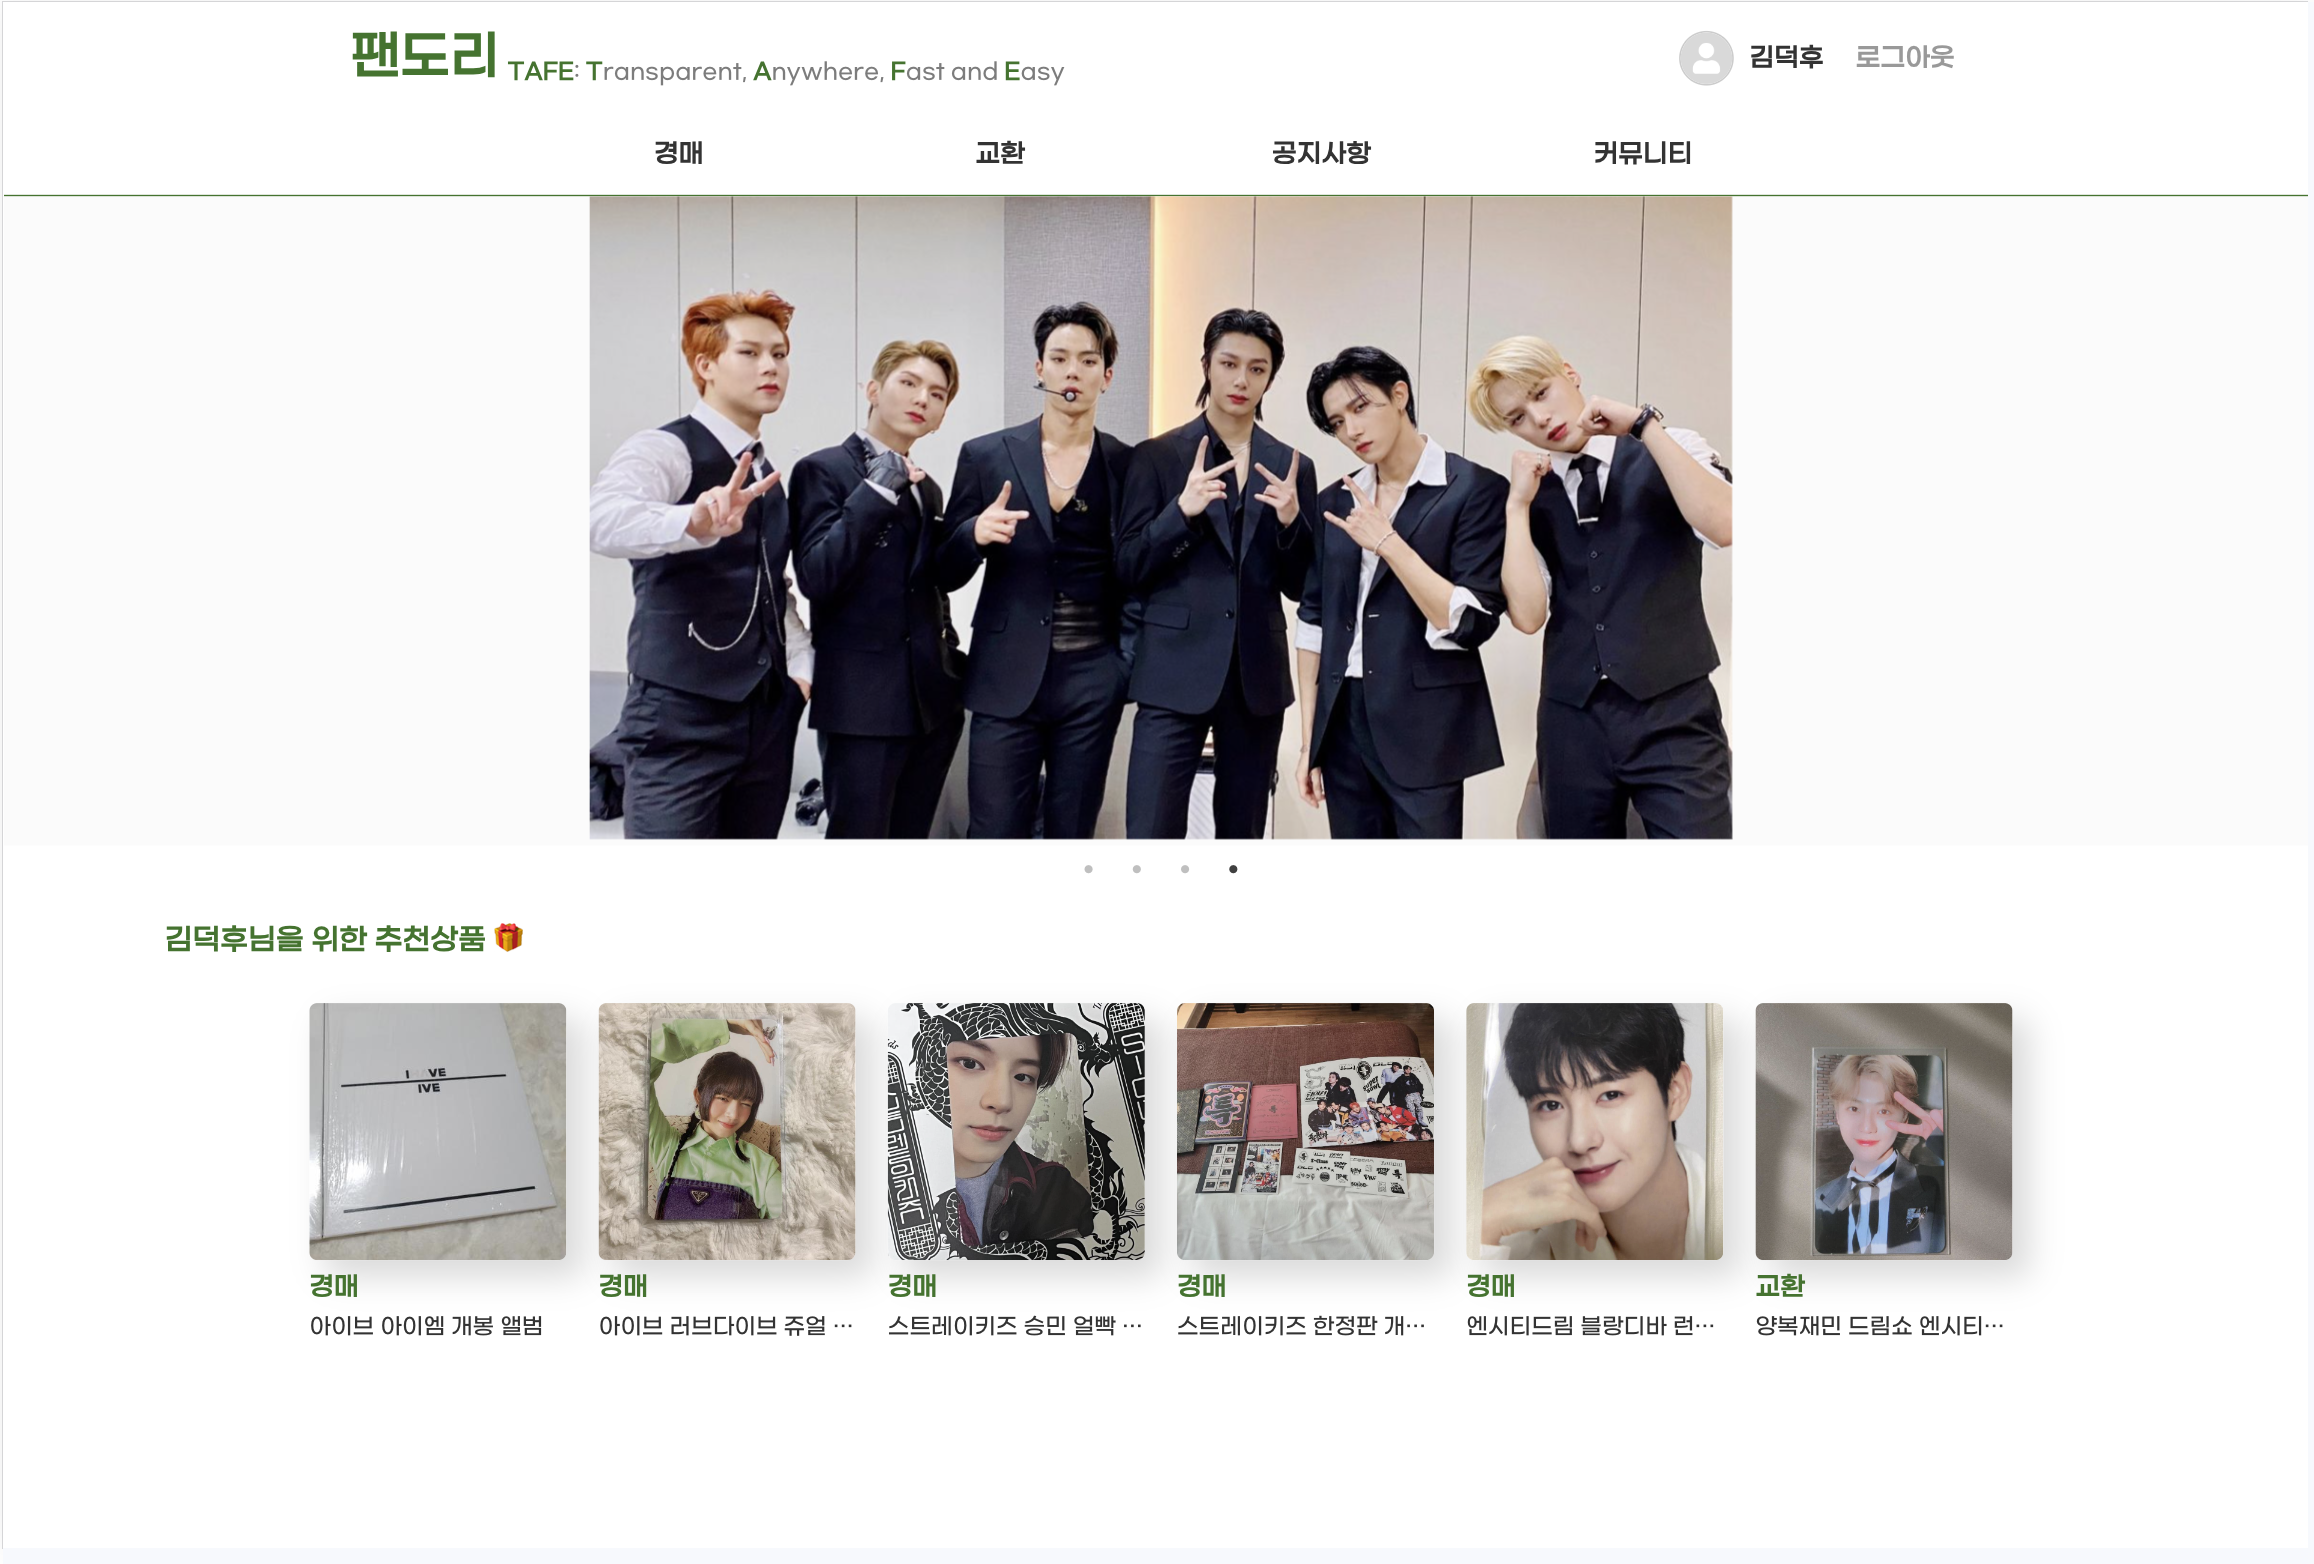 팬도리 TAFE: Transparent, Anywhere, Fast and Easy
김덕후 로그아웃
경매 교환 공지사항 커뮤니티
김덕후님을 위한 추천상품
I AVE
IVE
경매
아이브 아이엠 개봉 앨범
경매
아이브 러브다이브 쥬얼 …
경매
스트레이키즈 승민 얼빡 …
경매
스트레이키즈 한정판 개…
경매
엔시티드림 블랑디바 런…
교환
양복재민 드림쇼 엔시티…